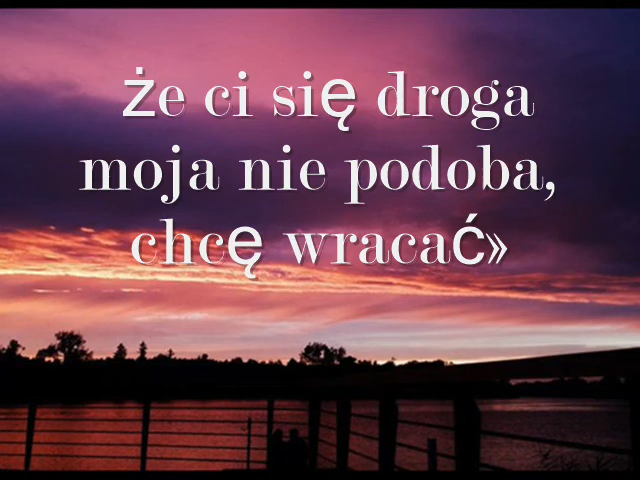 że ci się droga
moja nie podoba,
chcę wracać»